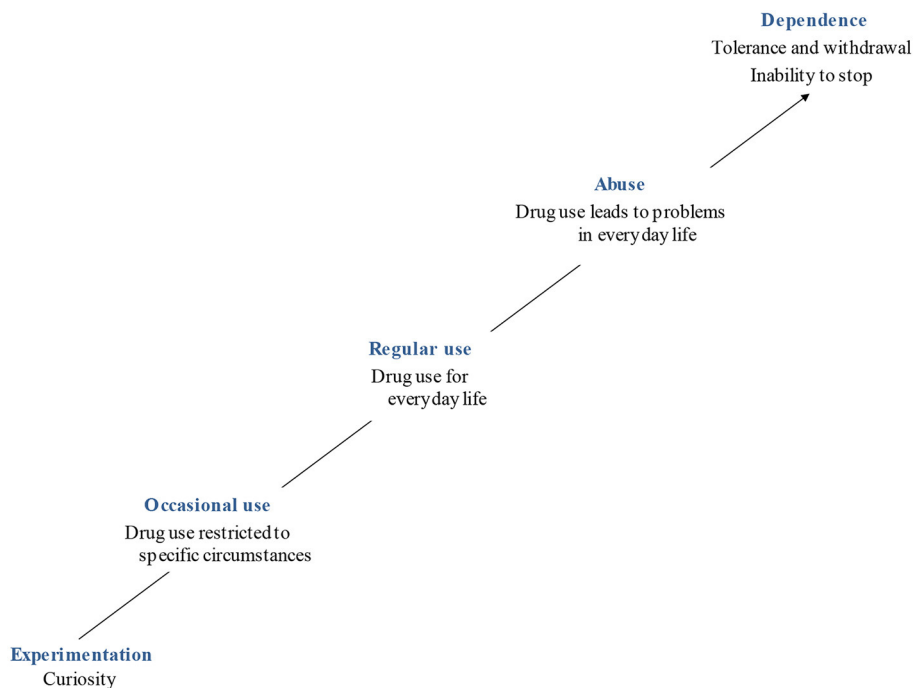 Dependence
Tolerance and withdrawal
Inability to stop
Abuse
Drug use leads to problems
in everyday life
Regular use
Drug use for
everyday life
Occasional use
Drug use restricted to
specific circumstances
Experimentation
Curiosity